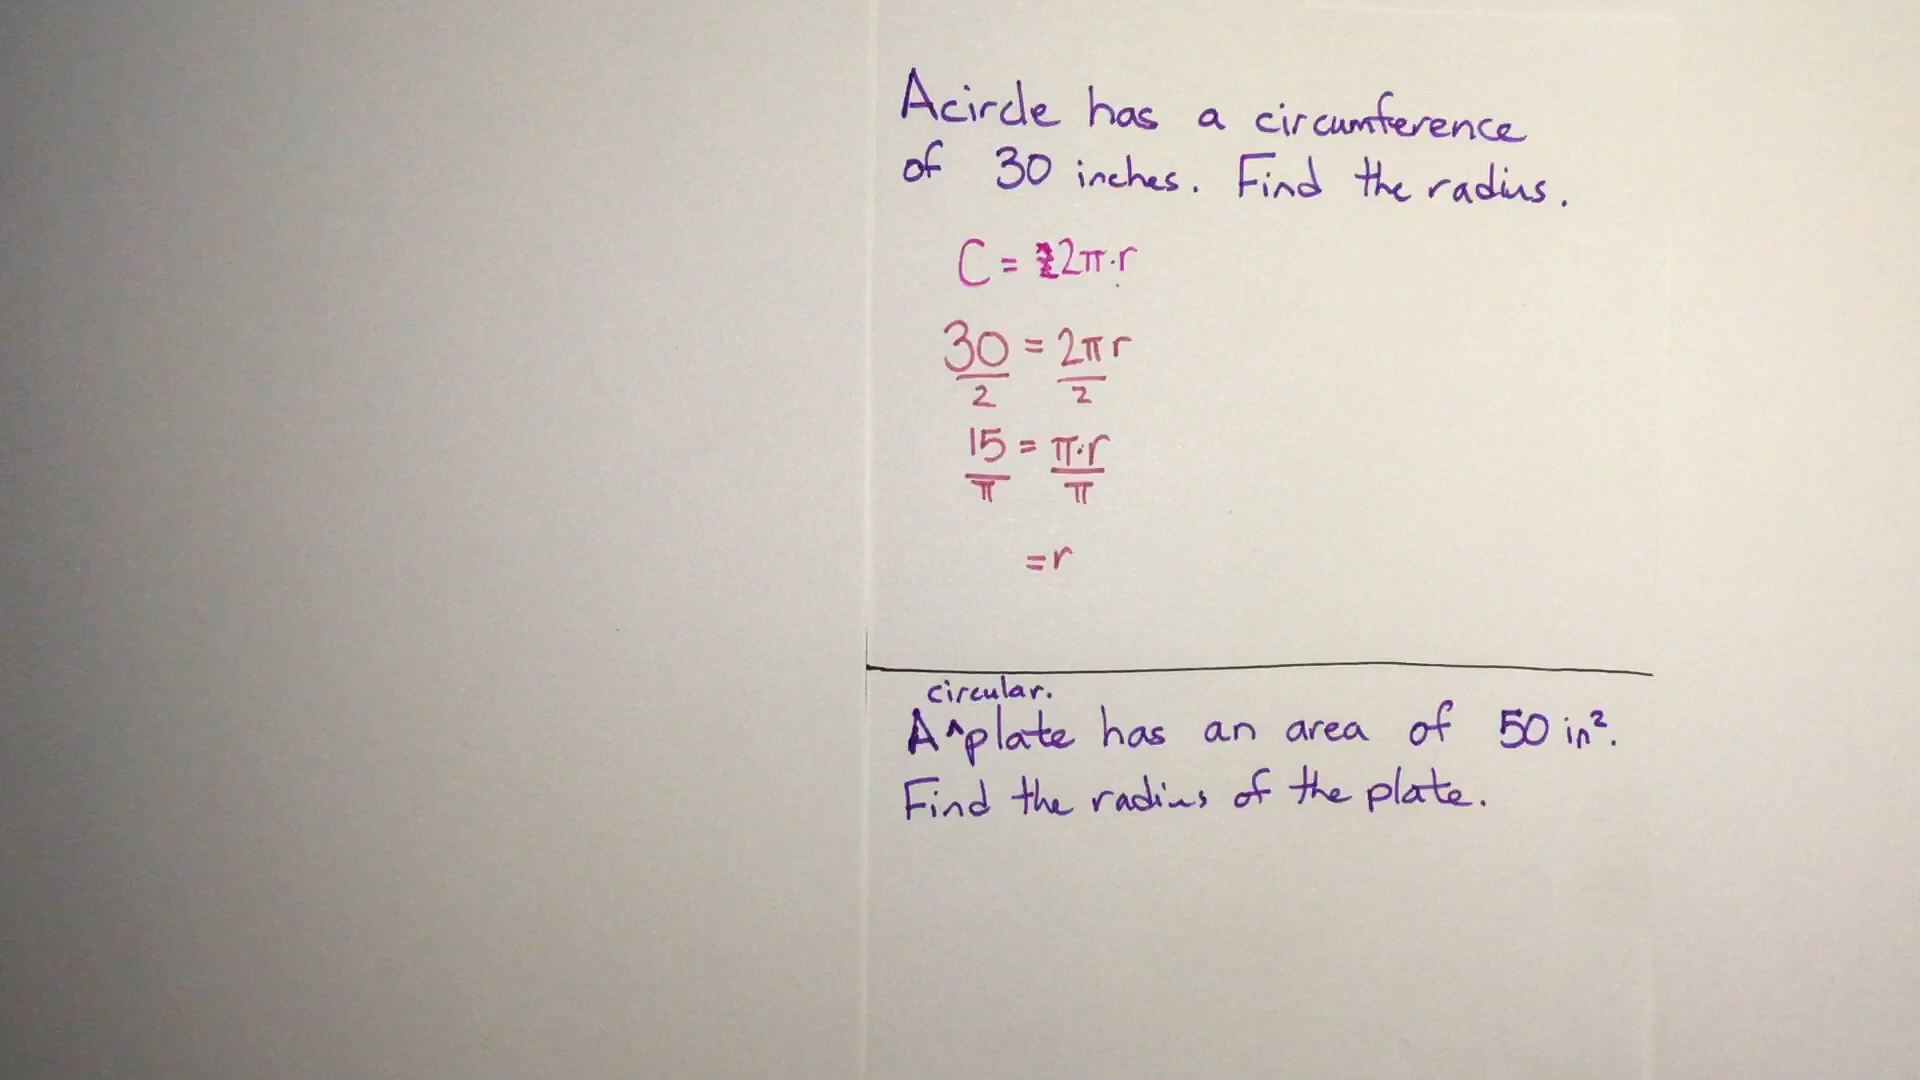 A circle has a circumference
of 30 inches. Find the radius.
C = 2π·r
30 = 2πr
2 2
15 = π·r
π π
= r
circular.
A ^ plate has an area of 50 in².
Find the radius of the plate.